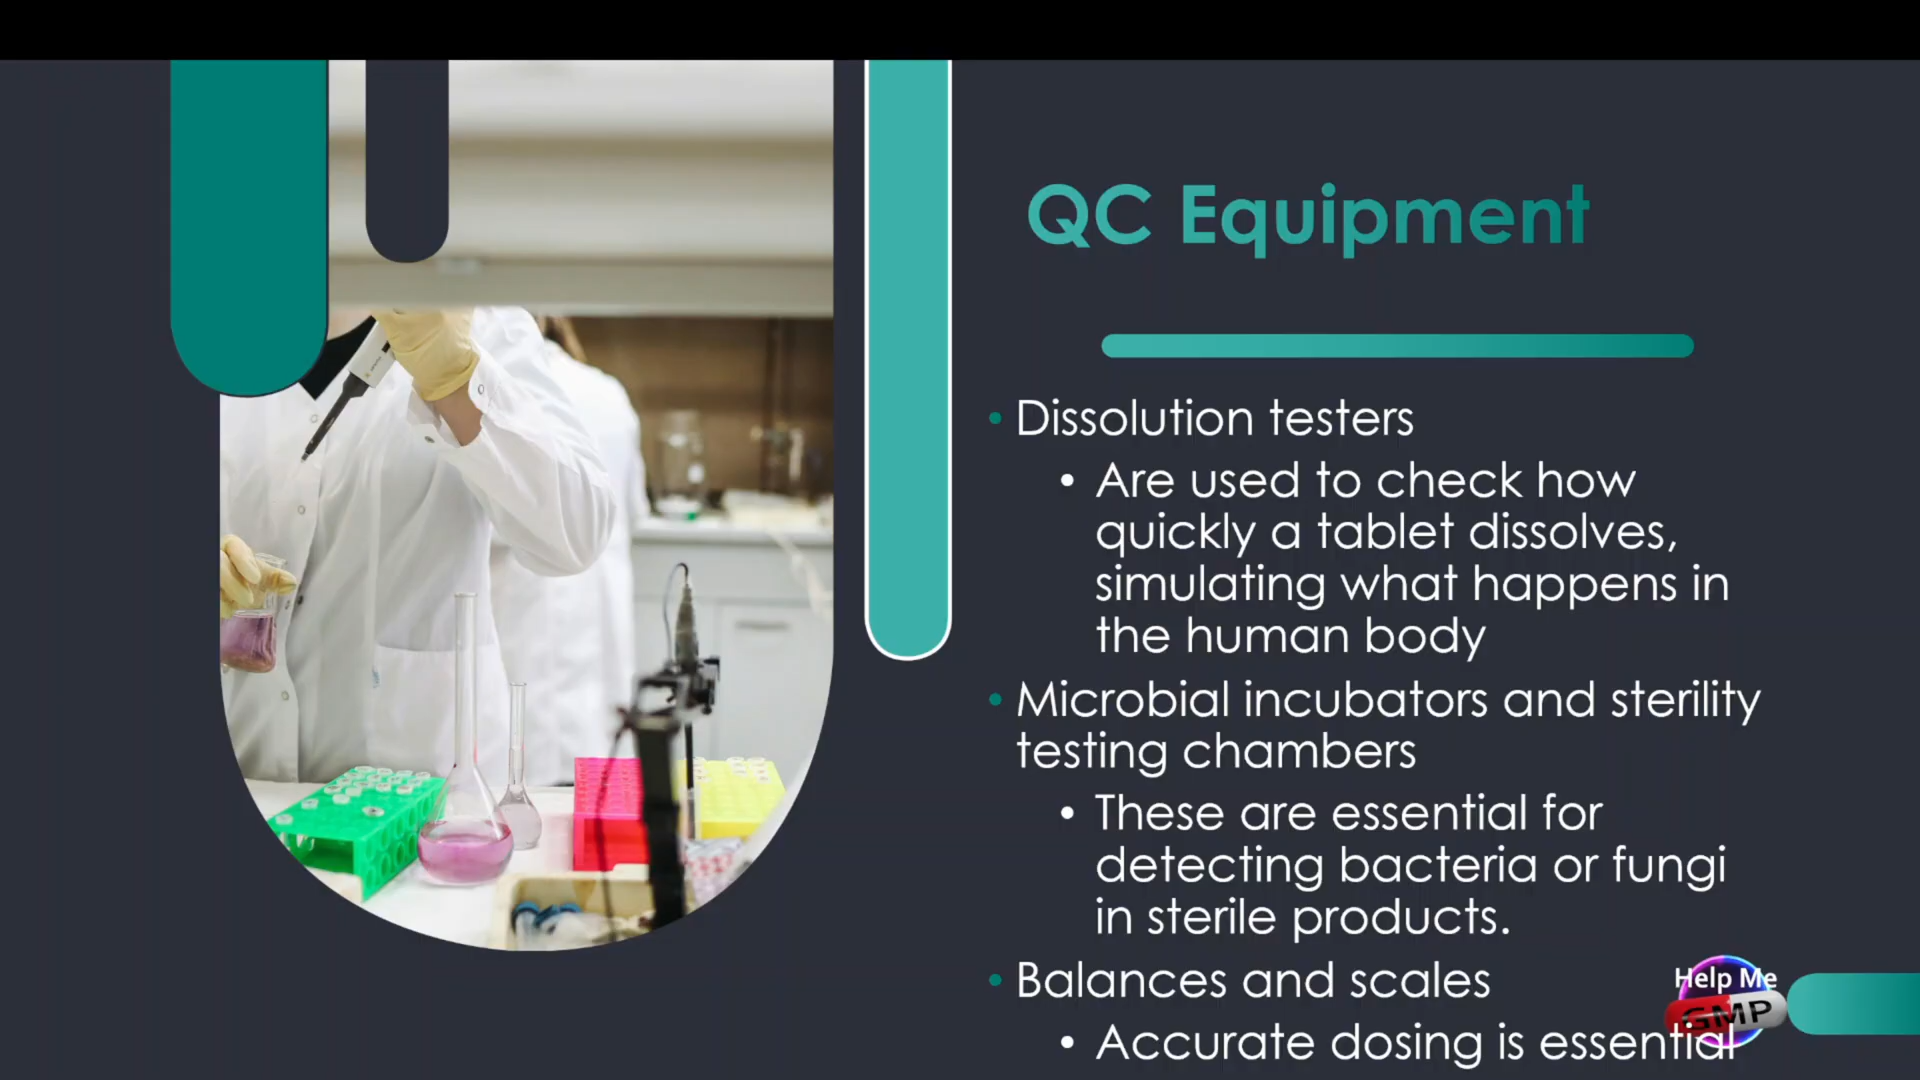 QC Equipment
• Dissolution testers
• Are used to check how
quickly a tablet dissolves,
simulating what happens in
the human body
• Microbial incubators and sterility
testing chambers
• These are essential for
detecting bacteria or fungi
in sterile products.
• Balances and scales
• Accurate dosing is essential
Help Me
GMP